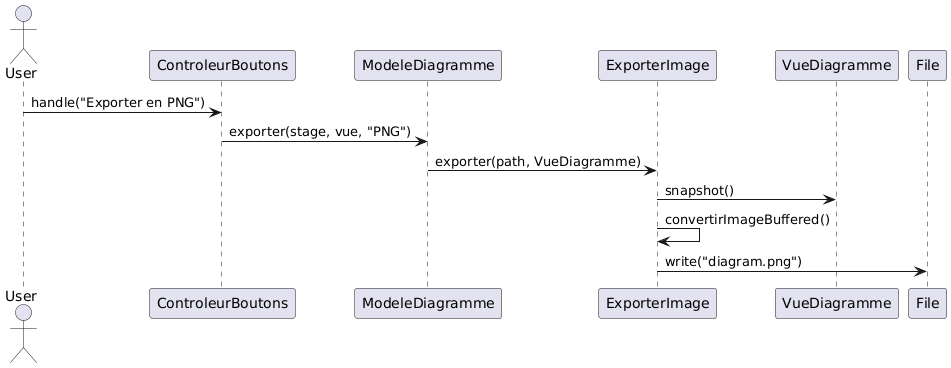 User
ControleurBoutons
ModeleDiagramme
ExporterImage
VueDiagramme
File
handle("Exporter en PNG")
exporter(stage, vue, "PNG")
exporter(path, VueDiagramme)
snapshot()
convertirImageBuffered()
write("diagram.png")
User
ControleurBoutons
ModeleDiagramme
ExporterImage
VueDiagramme
File